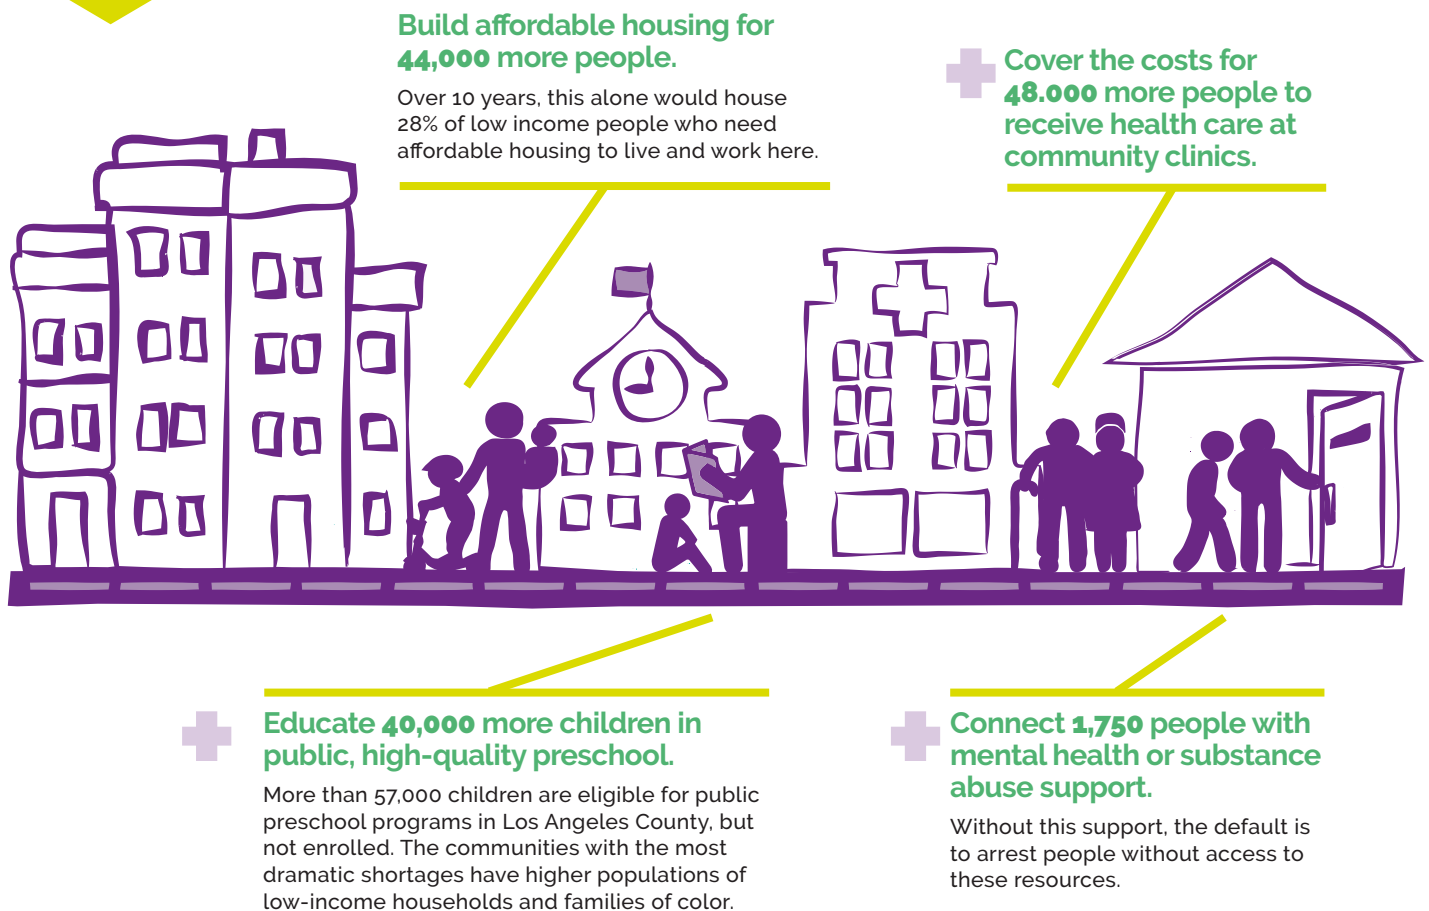 Build affordable housing for
44,000 more people.
Over 10 years, this alone would house
28% of low income people who need
affordable housing to live and work here.
Cover the costs for
48.000 more people to
receive health care at
community clinics.
Educate 40,000 more children in
public, high-quality preschool.
More than 57,000 children are eligible for public
preschool programs in Los Angeles County, but
not enrolled. The communities with the most
dramatic shortages have higher populations of
low-income households and families of color.
Connect 1,750 people with
mental health or substance
abuse support.
Without this support, the default is
to arrest people without access to
these resources.